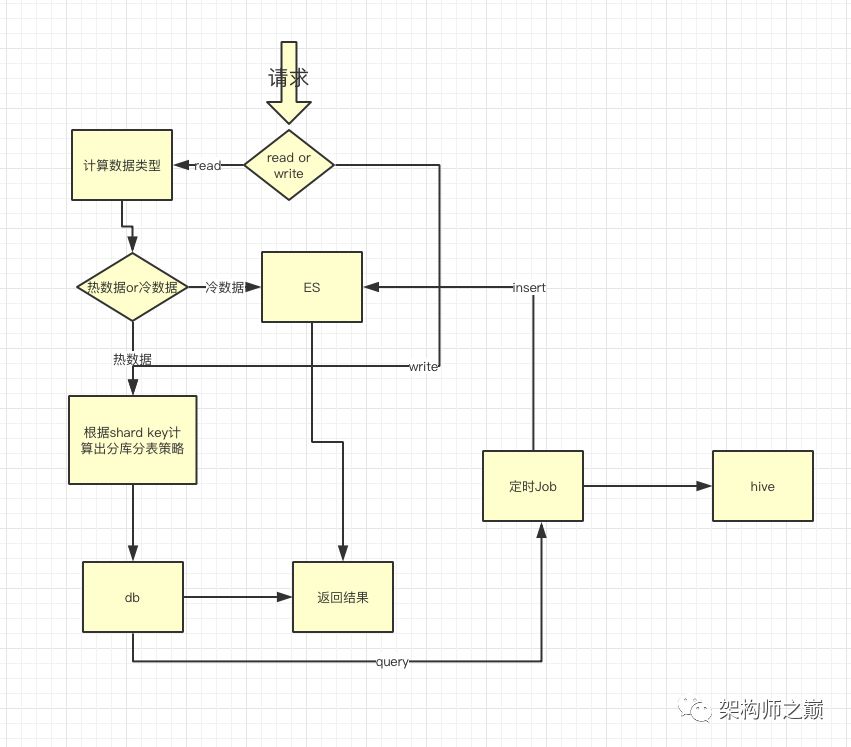 请求
read or
write
read
计算数据类型
热数据or冷数据
冷数据
ES
insert
热数据
write
根据shard key计
算出分库分表策略
定时Job
hive
db
返回结果
query
架构师之巅